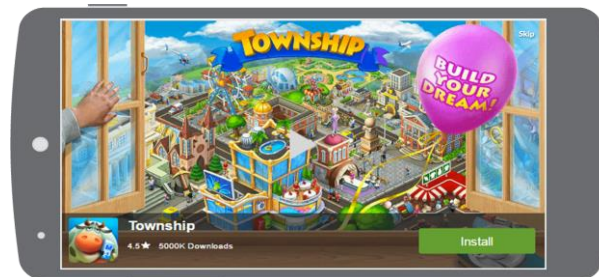 TOWNSHIP
Skip
BUILD
YOUR
DREAM!
Township
4.5★ 5000K Downloads
Install